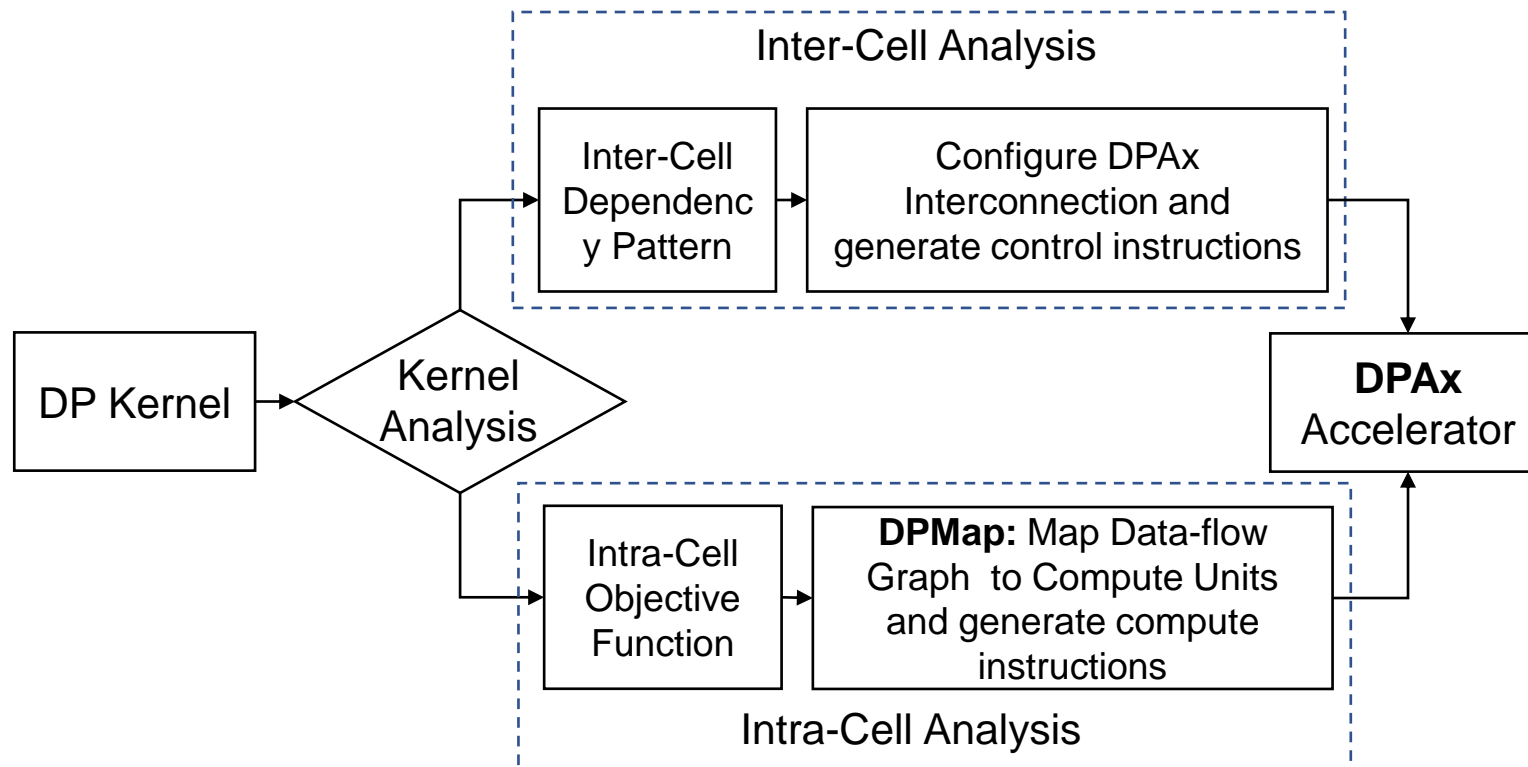 Inter-Cell Analysis
Inter-Cell
Dependenc
y Pattern
Configure DPAx
Interconnection and
generate control instructions
DP Kernel
Kernel
Analysis
DPAx
Accelerator
Intra-Cell
Objective
Function
DPMap: Map Data-flow
Graph to Compute Units
and generate compute
instructions
Intra-Cell Analysis